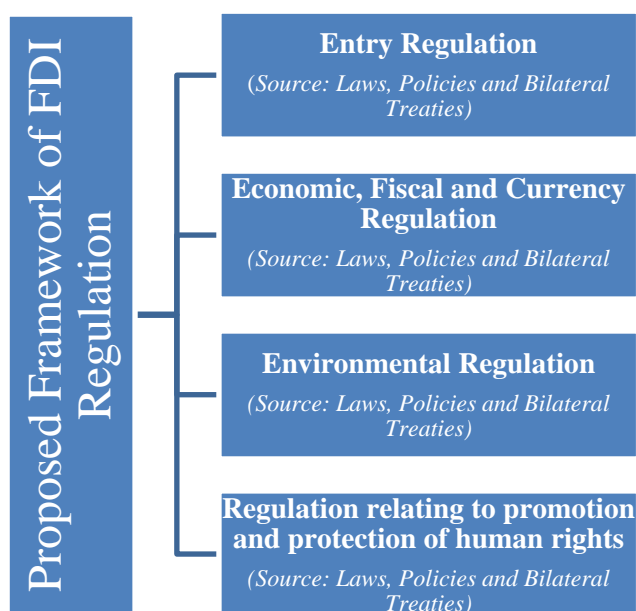 Proposed Framework of FDI
Regulation
Entry Regulation
(Source: Laws, Policies and Bilateral
Treaties)
Economic, Fiscal and Currency
Regulation
(Source: Laws, Policies and Bilateral
Treaties)
Environmental Regulation
(Source: Laws, Policies and Bilateral
Treaties)
Regulation relating to promotion
and protection of human rights
(Source: Laws, Policies and Bilateral
Treaties)